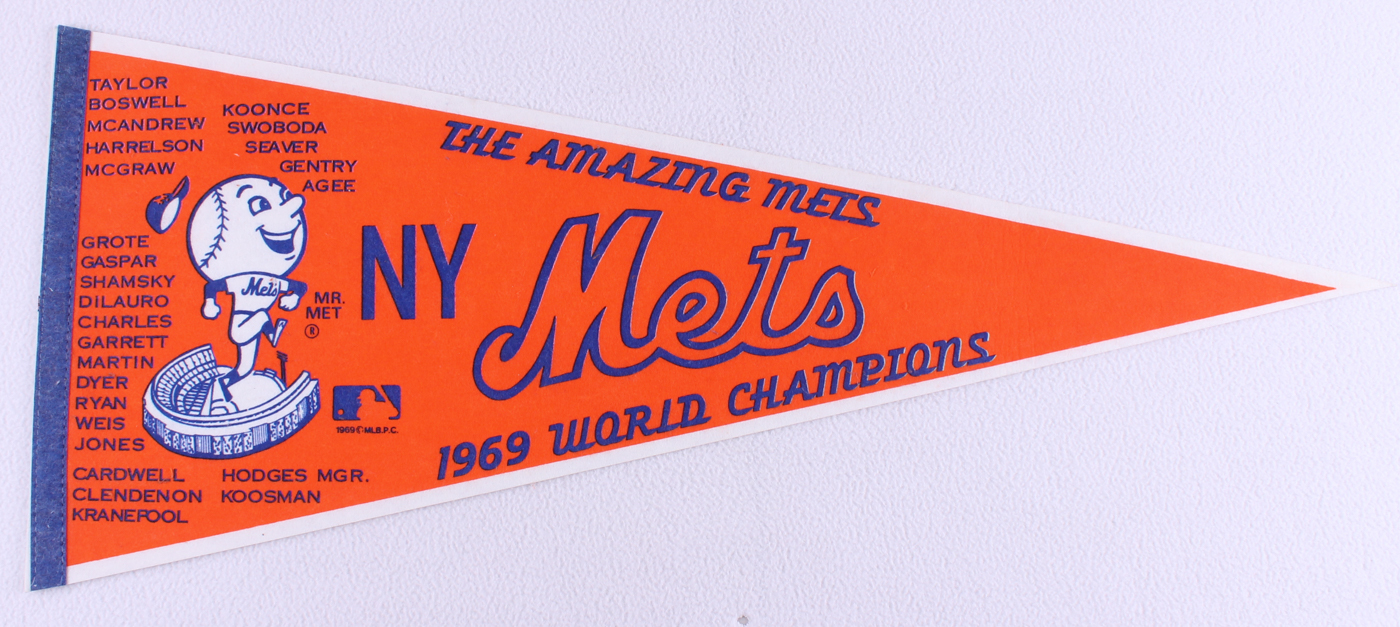 TAYLOR
BOSWELL
MCANDREW
HARRELSON
MCGRAW
KOONCE
SWOBODA
SEAVER
GENTRY
AGEE
GROTE
GASPAR
SHAMSKY
DiLAURO
CHARLES
GARRETT
MARTIN
DYER
RYAN
WEIS
JONES
CARDWELL
CLENDENON
KRANEPOOL
HODGES MGR.
KOOSMAN
Mets
MR.
MET
®
1969 © MLB.P.C.
THE AMAZING METS
NY Mets
1969 WORLD CHAMPIONS